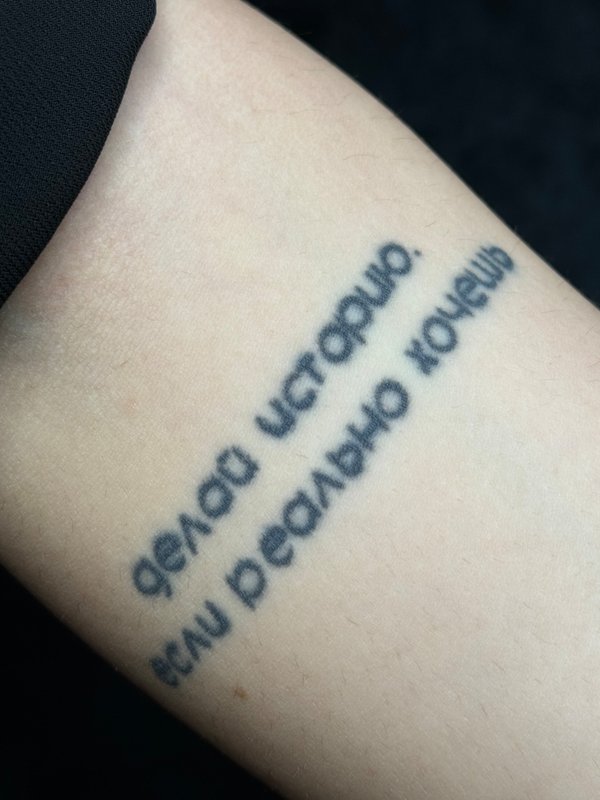 делай историю.
если реально хочешь